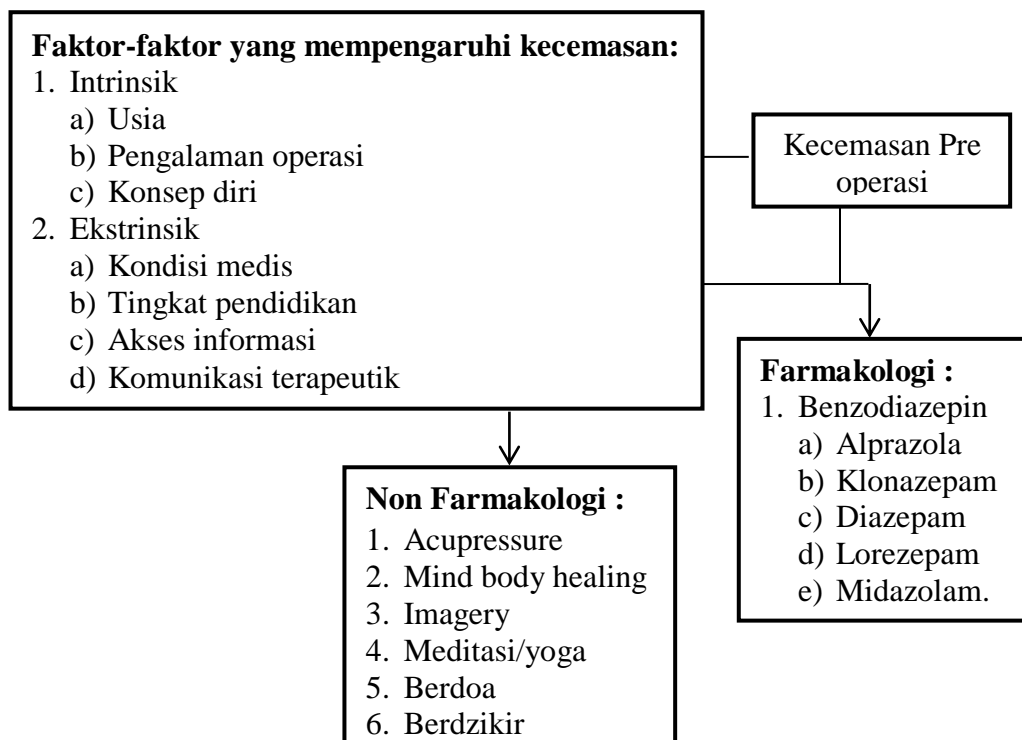 Faktor-faktor yang mempengaruhi kecemasan:
1. Intrinsik
a) Usia
b) Pengalaman operasi
c) Konsep diri
2. Ekstrinsik
a) Kondisi medis
b) Tingkat pendidikan
c) Akses informasi
d) Komunikasi terapeutik
Kecemasan Pre
operasi
Farmakologi :
1. Benzodiazepin
a) Alprazola
b) Klonazepam
c) Diazepam
d) Lorezepam
e) Midazolam.
Non Farmakologi :
1. Acupressure
2. Mind body healing
3. Imagery
4. Meditasi/yoga
5. Berdoa
6. Berdzikir